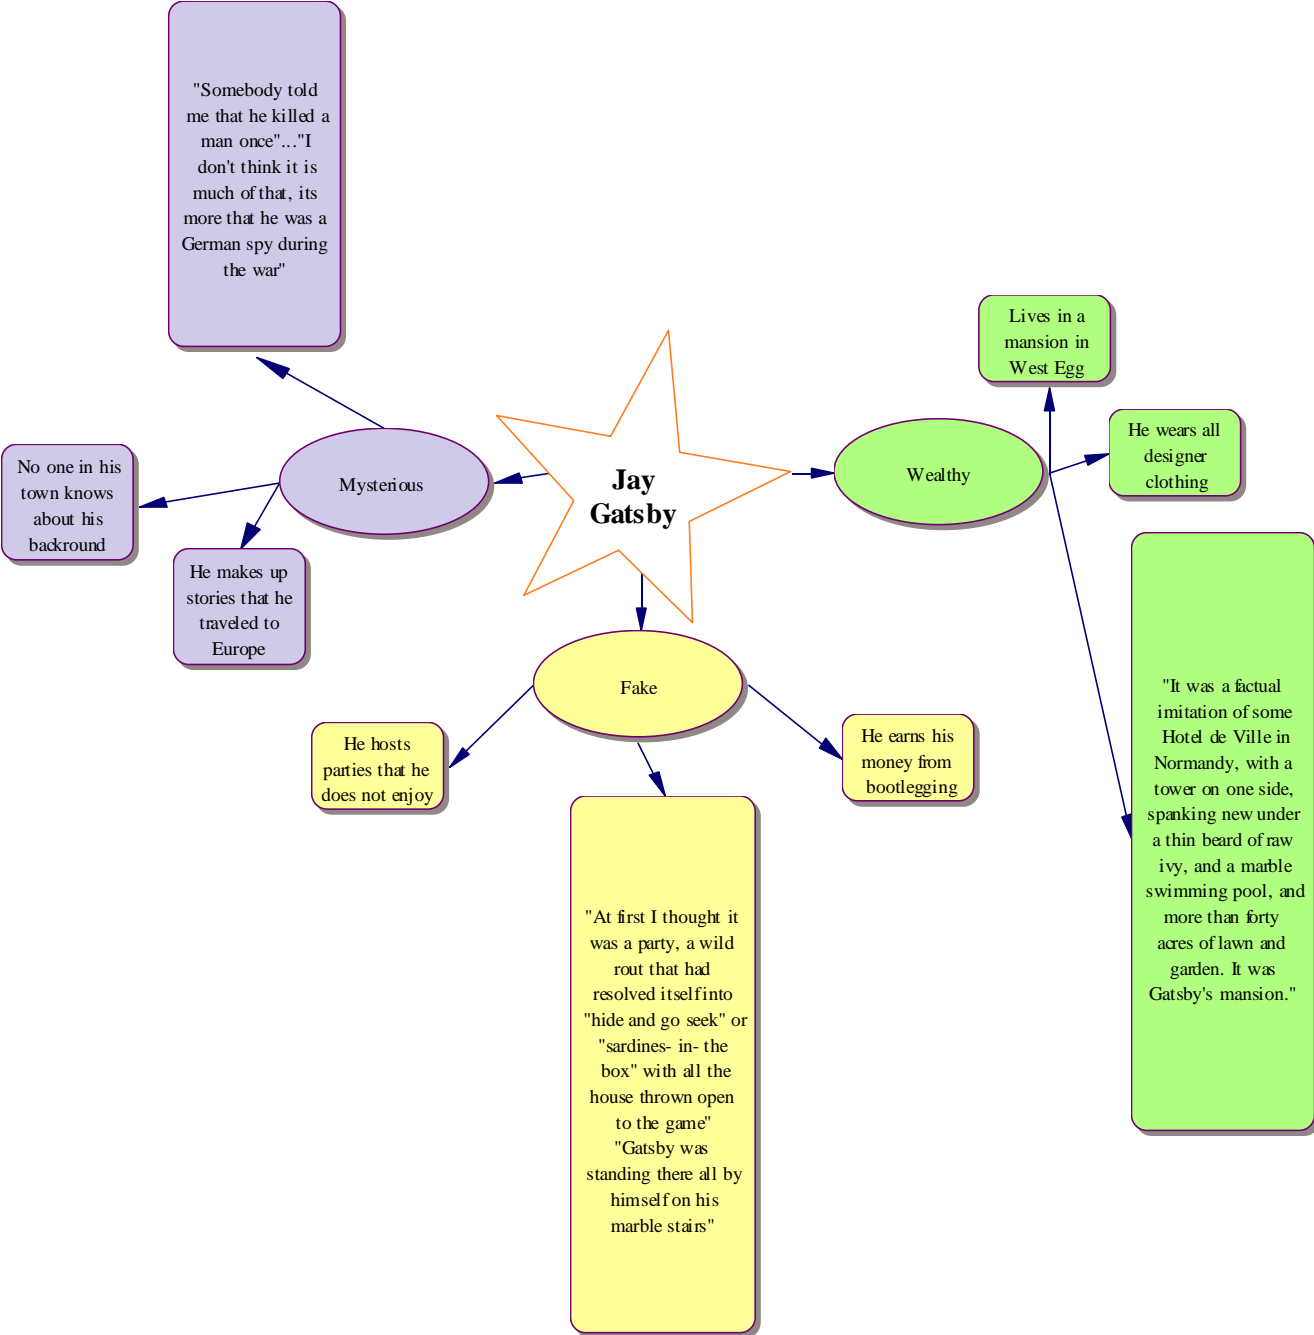 "Somebody told
me that he killed a
man once"..."I
don't think it is
much of that, its
more that he was a
German spy during
the war"
Lives in a
mansion in
West Egg
He wears all
designer
clothing
No one in his
town knows
about his
backround
Mysterious
Jay
Gatsby
Wealthy
He makes up
stories that he
traveled to
Europe
Fake
He hosts
parties that he
does not enjoy
He earns his
money from
bootlegging
"It was a factual
imitation of some
Hotel de Ville in
Normandy, with a
tower on one side,
spanking new under
a thin beard of raw
ivy, and a marble
swimming pool, and
more than forty
acres of lawn and
garden. It was
Gatsby's mansion."
"At first I thought it
was a party, a wild
rout that had
resolved itself into
"hide and go seek" or
"sardines- in- the
box" with all the
house thrown open
to the game"
"Gatsby was
standing there all by
himself on his
marble stairs"